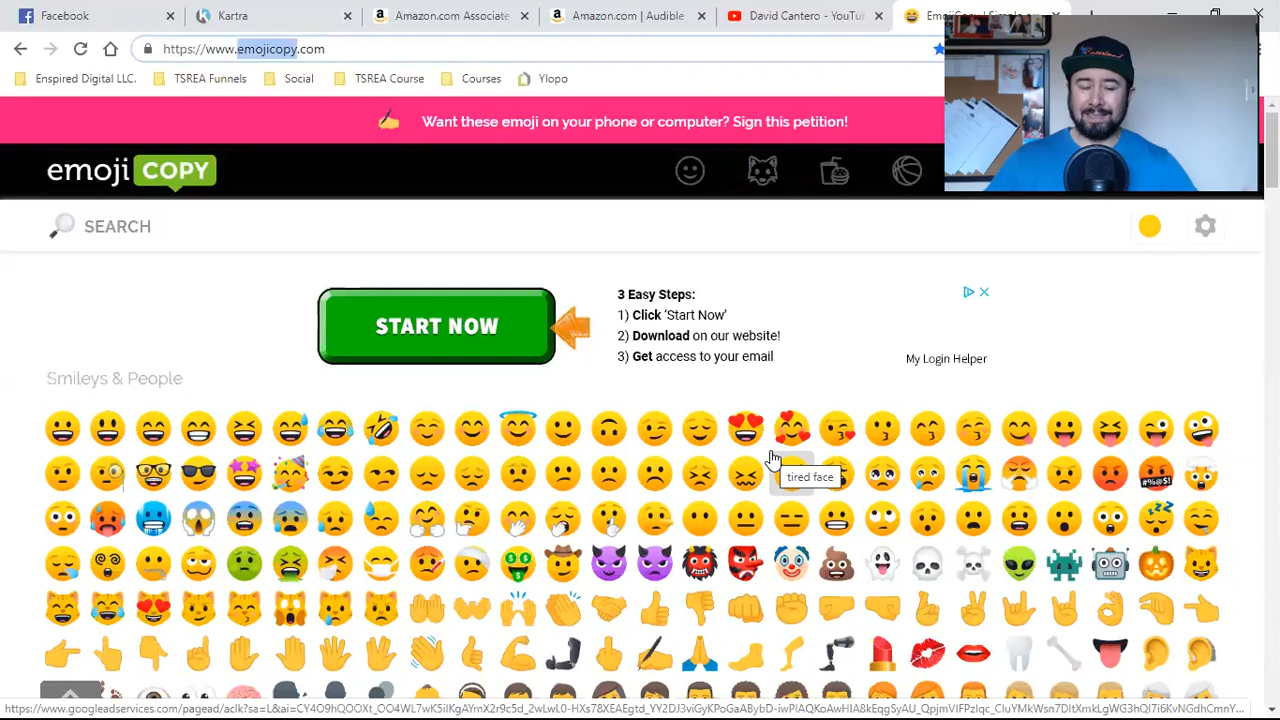 Facebook
Kartra
Amazon.com Associate
Amazon.com | Audible
David Cantero - YouTu
https://www.emojicopy.com
Enspired Digital LLC.
TSREA Funnels
Social
TSREA Course
Courses
Ylopo
Want these emoji on your phone or computer? Sign this petition!
emoji COPY
SEARCH
START NOW
3 Easy Steps:
1) Click 'Start Now'
2) Download on our website!
3) Get access to your email
My Login Helper
Smileys & People
tired face
#%@$!